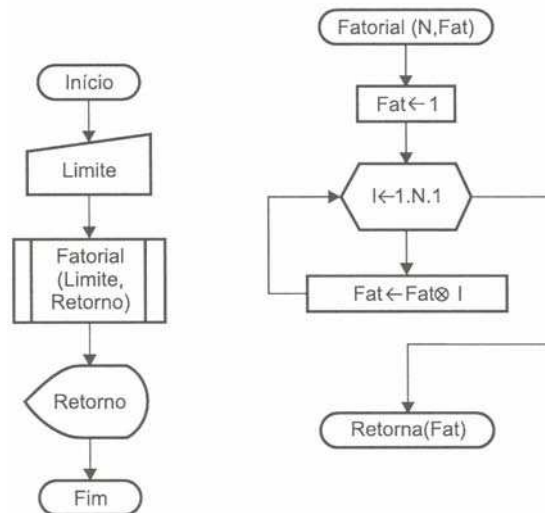 Início
Limite
Fatorial
(Limite,
Retorno)
Retorno
Fim
Fatorial (N,Fat)
Fat←1
I←1.N.1
Fat←Fat⊗ I
Retorna(Fat)